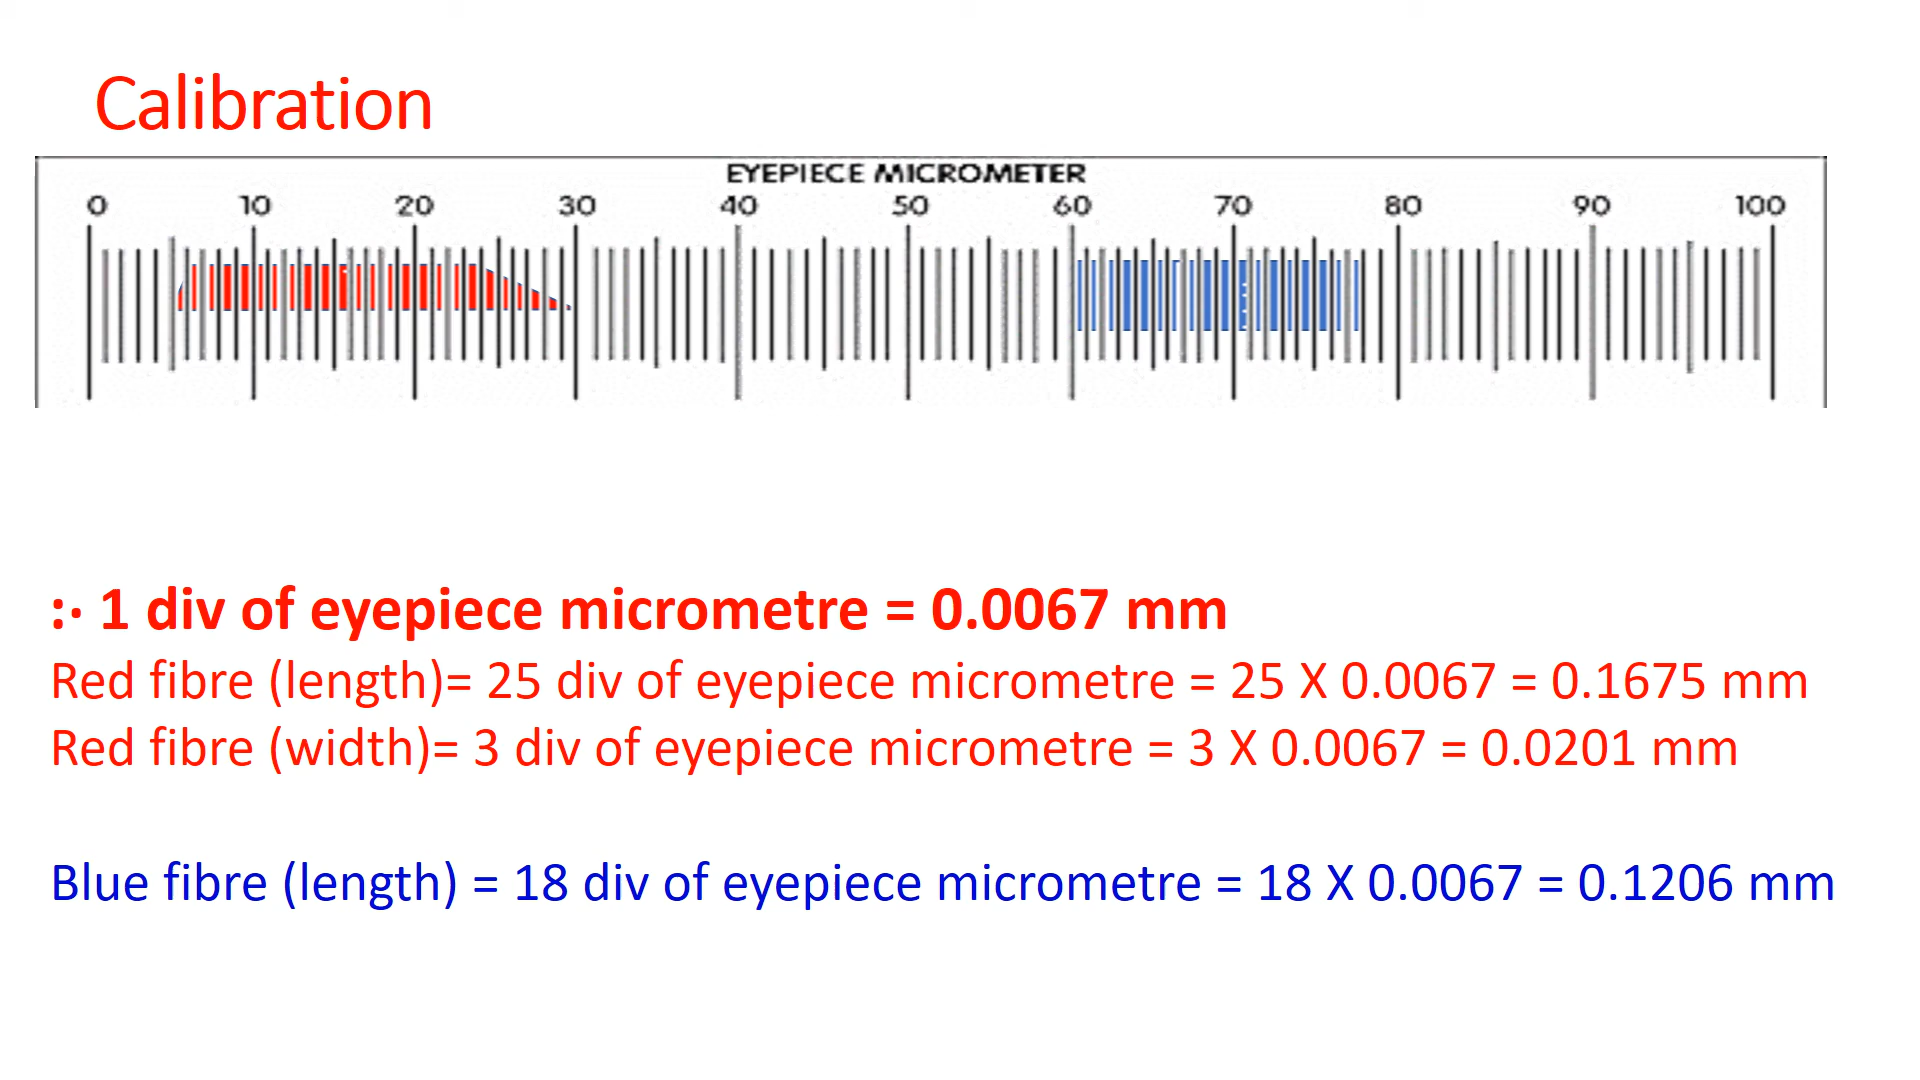 Calibration
EYEPIECE MICROMETER
0 10 20 30 40 50 60 70 80 90 100
:· 1 div of eyepiece micrometre = 0.0067 mm
Red fibre (length)= 25 div of eyepiece micrometre = 25 X 0.0067 = 0.1675 mm
Red fibre (width)= 3 div of eyepiece micrometre = 3 X 0.0067 = 0.0201 mm
Blue fibre (length) = 18 div of eyepiece micrometre = 18 X 0.0067 = 0.1206 mm